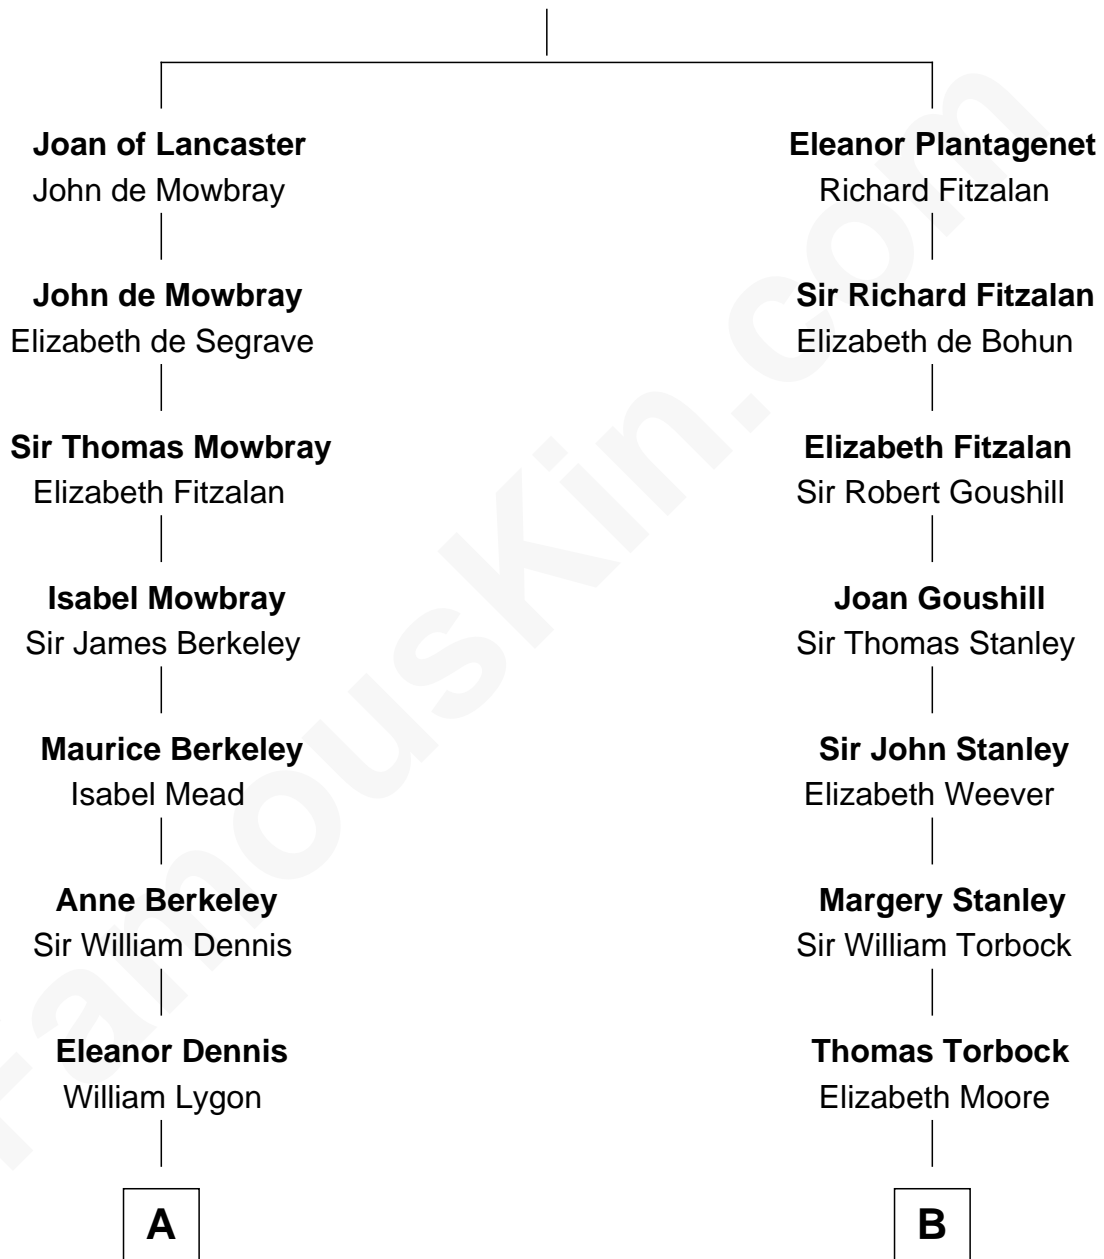 Joan of Lancaster
John de Mowbray
John de Mowbray
Elizabeth de Segrave
Sir Thomas Mowbray
Elizabeth Fitzalan
Isabel Mowbray
Sir James Berkeley
Maurice Berkeley
Isabel Mead
Anne Berkeley
Sir William Dennis
Eleanor Dennis
William Lygon
A
Eleanor Plantagenet
Richard Fitzalan
Sir Richard Fitzalan
Elizabeth de Bohun
Elizabeth Fitzalan
Sir Robert Goushill
Joan Goushill
Sir Thomas Stanley
Sir John Stanley
Elizabeth Weever
Margery Stanley
Sir William Torbock
Thomas Torbock
Elizabeth Moore
B
FamousKin.com